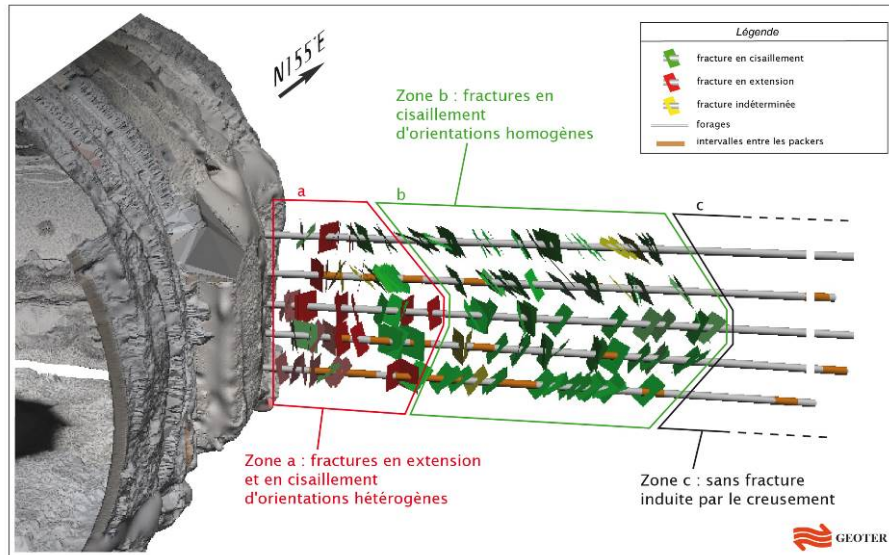 N155°E
Légende
fracture en cisaillement
fracture en extension
fracture indéterminée
forages
intervalles entre les packers
Zone b : fractures en
cisaillement
d'orientations homogènes
a
b
c
Zone a : fractures en extension
et en cisaillement
d'orientations hétérogènes
Zone c : sans fracture
induite par le creusement
GEOTER